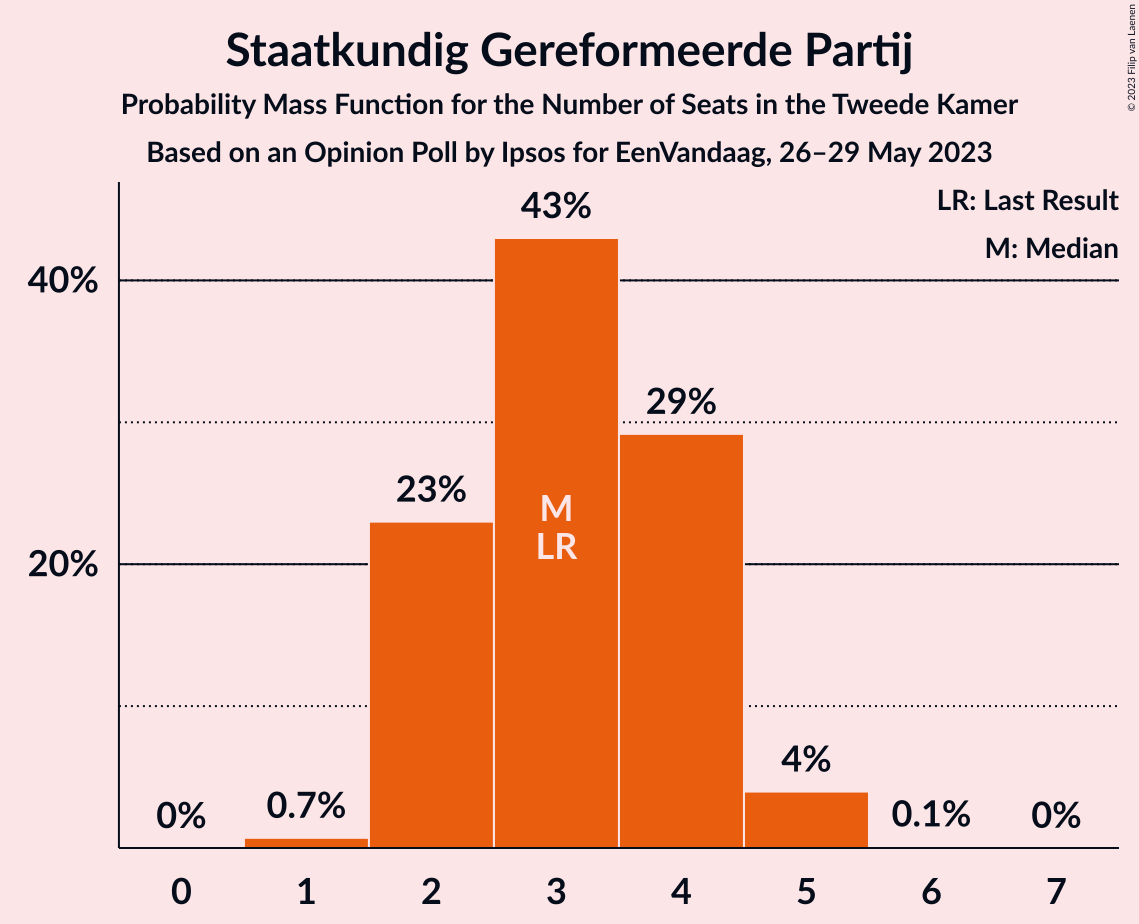 Staatkundig Gereformeerde Partij
Probability Mass Function for the Number of Seats in the Tweede Kamer
Based on an Opinion Poll by Ipsos for EenVandaag, 26–29 May 2023
© 2023 Filip van Laenen
LR: Last Result
M: Median
43%
40%
29%
23%
M
LR
20%
4%
0%
0.7%
0.1%
0%
0 1 2 3 4 5 6 7